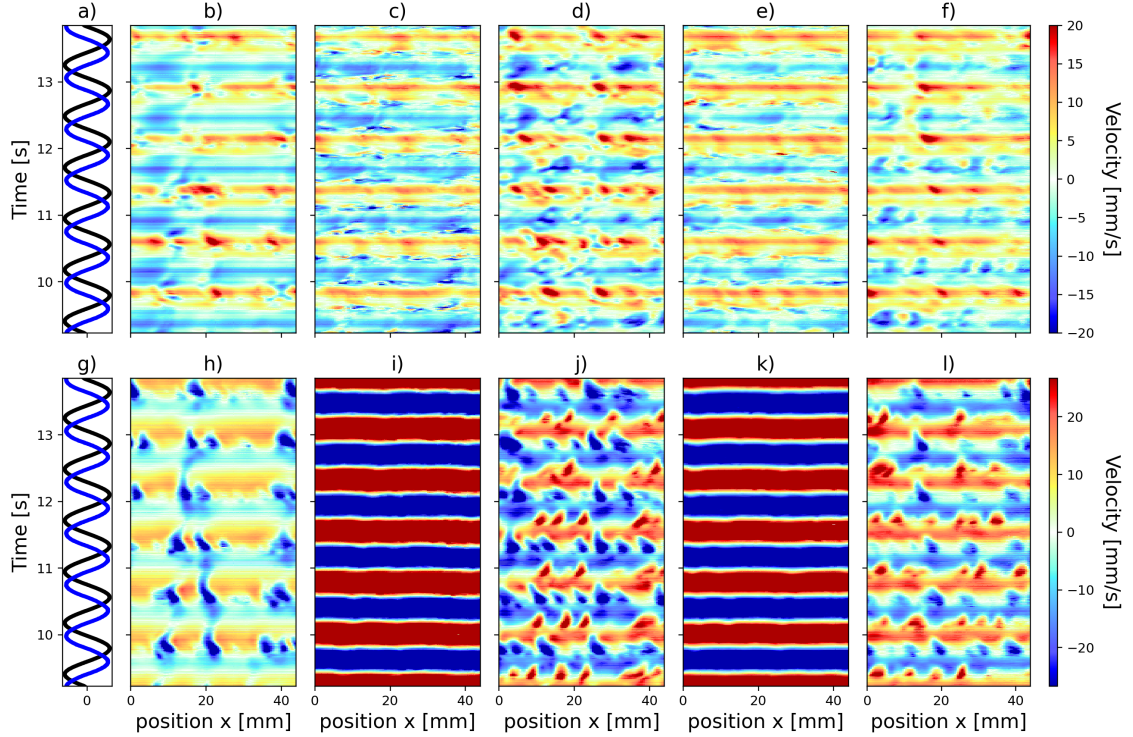 a) b) c) d) e) f)
Time [s]
13
12
11
10
20
15
10
5
0
−5
−10
−15
−20
Velocity [mm/s]
g) h) i) j) k) l)
Time [s]
13
12
11
10
20
10
0
−10
−20
Velocity [mm/s]
0 0 20 40 0 20 40 0 20 40 0 20 40 0 20 40
position x [mm] position x [mm] position x [mm] position x [mm] position x [mm]